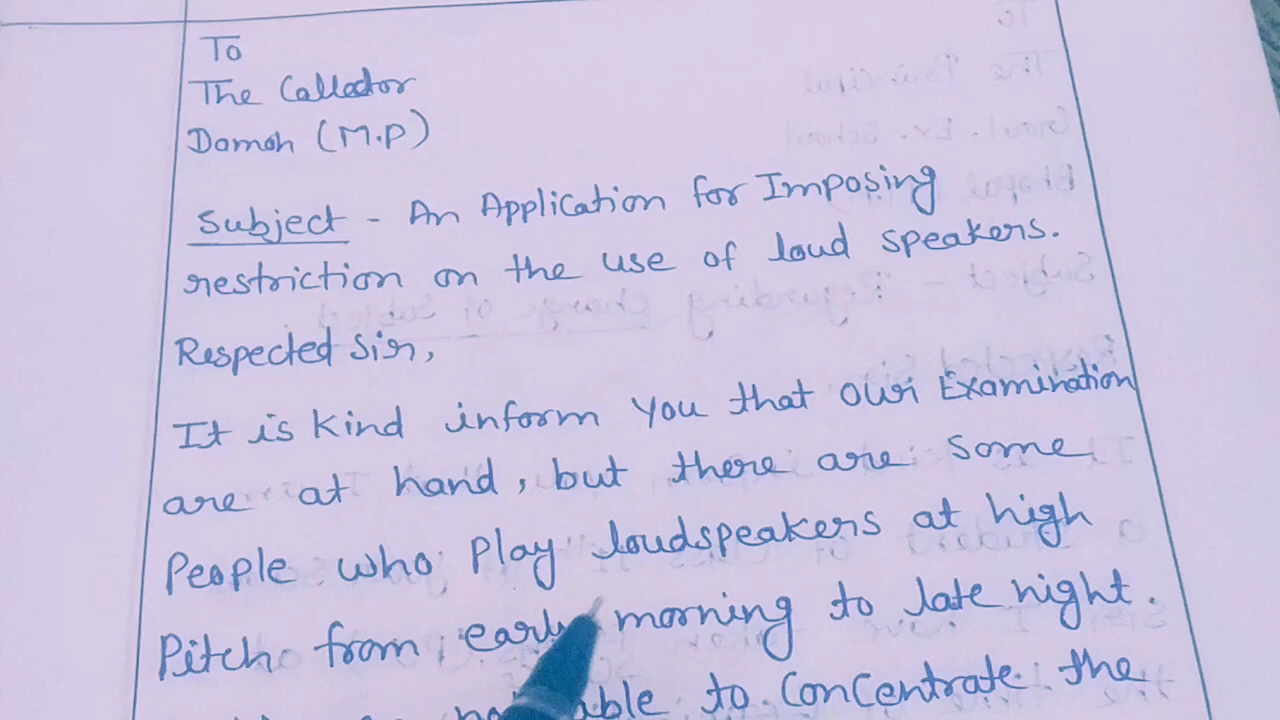 To
The Collector
Damoh (M.P)
Subject - An Application for Imposing
restriction on the use of loud speakers.
Respected Sir,
It is kind inform you that our Examination
are at hand, but there are some
People who Play loudspeakers at high
Pitch from early morning to late night.
able to concentrate the